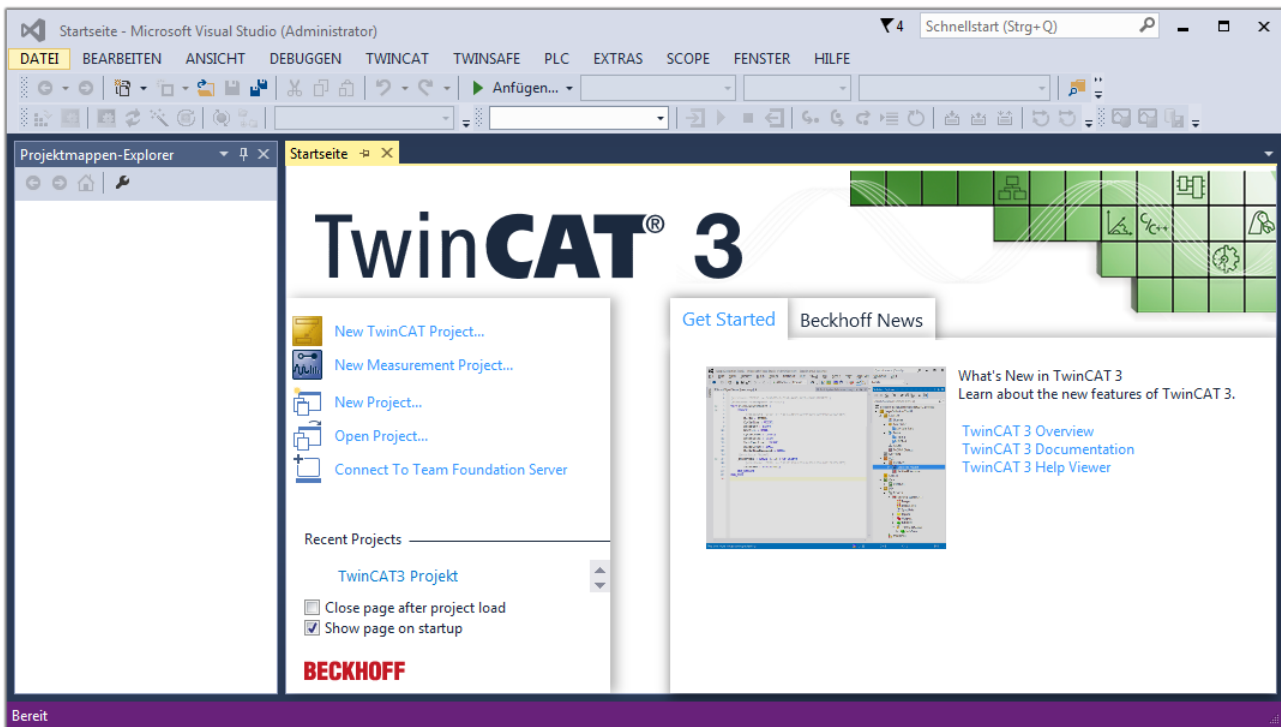 Startseite - Microsoft Visual Studio (Administrator)
4
Schnellstart (Strg+Q)
DATEI BEARBEITEN ANSICHT DEBUGGEN TWINCAT TWINSAFE PLC EXTRAS SCOPE FENSTER HILFE
Anfügen...
Projektmappen-Explorer
Startseite
TwinCAT® 3
C/C++
New TwinCAT Project...
New Measurement Project...
New Project...
Open Project...
Connect To Team Foundation Server
Recent Projects
TwinCAT3 Projekt
Close page after project load
Show page on startup
BECKHOFF
Get Started
Beckhoff News
What's New in TwinCAT 3
Learn about the new features of TwinCAT 3.
TwinCAT 3 Overview
TwinCAT 3 Documentation
TwinCAT 3 Help Viewer
Bereit